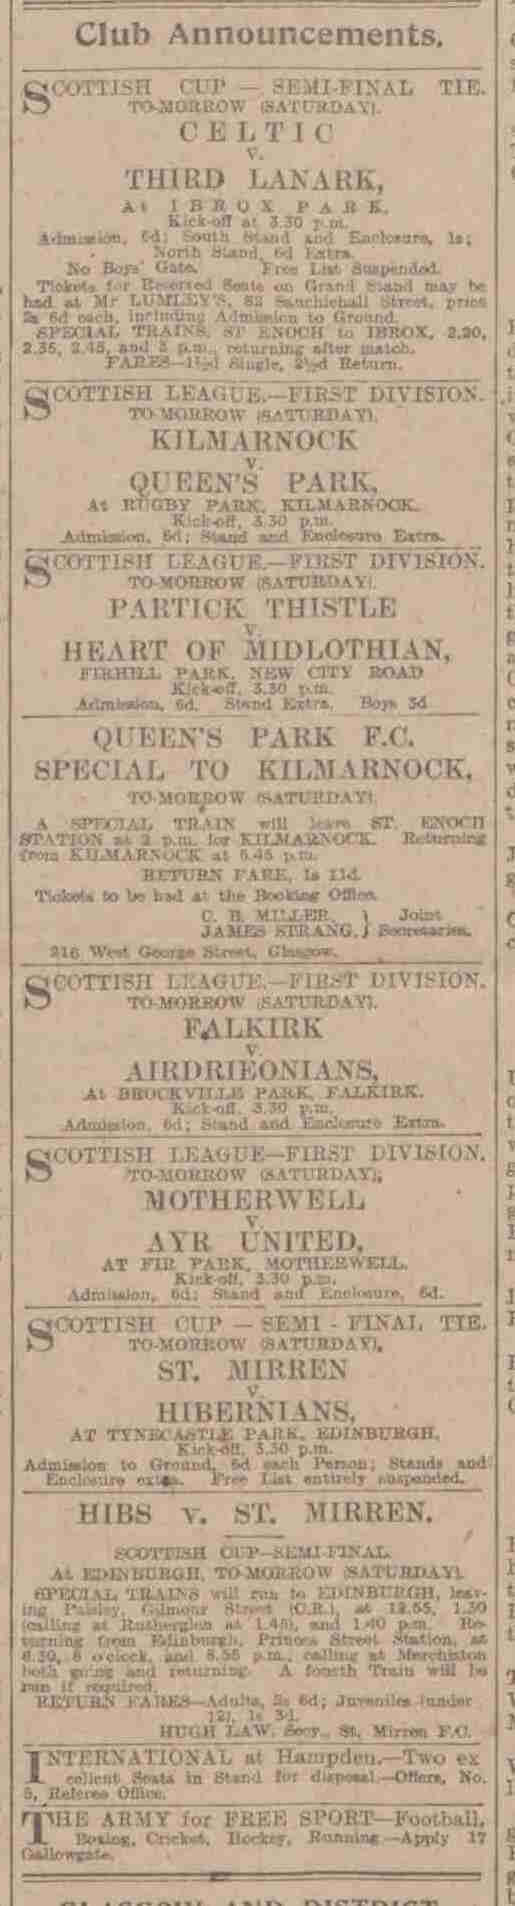 Club Announcements.
SCOTTISH CUP — SEMI-FINAL TIE.
TO-MORROW (SATURDAY).
CELTIC
v.
THIRD LANARK,
At IBROX PARK.
Kick-off at 3.30 p.m.
Admission, 6d; South Stand and Enclosure, 1s;
North Stand, 6d Extra.
No Boys' Gate. Free List Suspended.
Tickets for Reserved Seats on Grand Stand may be
had at Mr LUMLEY'S, 82 Sauchiehall Street, price
2s 6d each, including Admission to Ground.
SPECIAL TRAINS, ST ENOCH to IBROX, 2.20,
2.35, 2.45, and 3 p.m., returning after match.
FARES—1½d Single, 2½d Return.
SCOTTISH LEAGUE.—FIRST DIVISION.
TO-MORROW (SATURDAY).
KILMARNOCK
v.
QUEEN'S PARK,
At RUGBY PARK, KILMARNOCK.
Kick-off, 3.30 p.m.
Admission, 6d; Stand and Enclosure Extra.
SCOTTISH LEAGUE.—FIRST DIVISION.
TO-MORROW (SATURDAY).
PARTICK THISTLE
v.
HEART OF MIDLOTHIAN,
FIRHILL PARK, NEW CITY ROAD
Kick-off, 3.30 p.m.
Admission, 6d. Stand Extra. Boys 3d
QUEEN'S PARK F.C.
SPECIAL TO KILMARNOCK,
TO-MORROW (SATURDAY).
A SPECIAL TRAIN will leave ST. ENOCH
STATION at 2 p.m. for KILMARNOCK. Returning
from KILMARNOCK at 5.45 p.m.
RETURN FARE, 1s 11d.
Tickets to be had at the Booking Office.
C. B. MILLER, } Joint
JAMES STRANG, } Secretaries.
216 West George Street, Glasgow.
SCOTTISH LEAGUE.—FIRST DIVISION.
TO-MORROW (SATURDAY).
FALKIRK
v.
AIRDRIEONIANS,
At BROCKVILLE PARK, FALKIRK.
Kick-off, 3.30 p.m.
Admission, 6d; Stand and Enclosure Extra.
SCOTTISH LEAGUE—FIRST DIVISION.
TO-MORROW (SATURDAY),
MOTHERWELL
v.
AYR UNITED,
AT FIR PARK, MOTHERWELL.
Kick-off, 3.30 p.m.
Admission, 6d; Stand and Enclosure, 6d.
SCOTTISH CUP — SEMI - FINAL TIE.
TO-MORROW (SATURDAY),
ST. MIRREN
v.
HIBERNIANS,
AT TYNECASTLE PARK, EDINBURGH,
Kick-off, 3.30 p.m.
Admission to Ground, 6d each Person; Stands and
Enclosure extra. Free List entirely suspended.
HIBS v. ST. MIRREN.
SCOTTISH CUP—SEMI-FINAL
At EDINBURGH, TO-MORROW (SATURDAY).
SPECIAL TRAINS will run to EDINBURGH, leav-
ing Paisley, Gilmour Street (C.R.), at 12.55, 1.30
(calling at Rutherglen at 1.45), and 1.40 p.m. Re-
turning from Edinburgh, Princes Street Station, at
6.30, 8 o'clock, and 8.55 p.m., calling at Merchiston
both going and returning. A fourth Train will be
run if required.
RETURN FARES—Adults, 2s 6d; Juveniles (under
12), 1s 3d.
HUGH LAW, Secy., St. Mirren F.C.
INTERNATIONAL at Hampden.—Two ex
cellent Seats in Stand for disposal.—Offers, No.
5, Referee Office.
THE ARMY for FREE SPORT—Football,
Boxing, Cricket, Hockey, Running—Apply 17
Gallowgate.